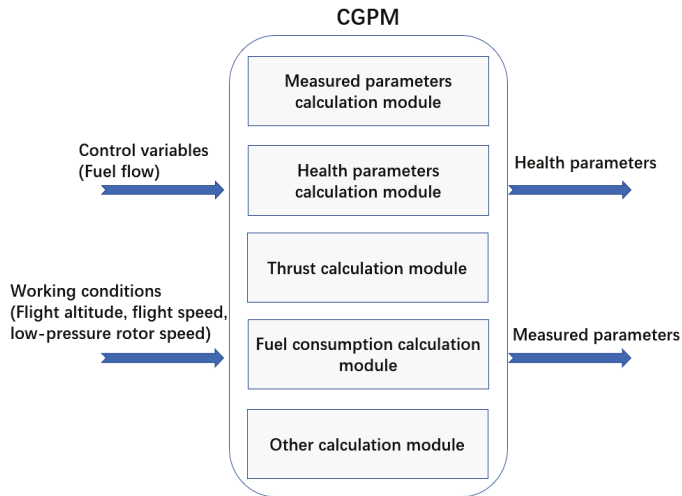 CGPM
Measured parameters
calculation module
Control variables
(Fuel flow)
Health parameters
calculation module
Health parameters
Thrust calculation module
Working conditions
(Flight altitude, flight speed,
low-pressure rotor speed)
Fuel consumption calculation
module
Measured parameters
Other calculation module